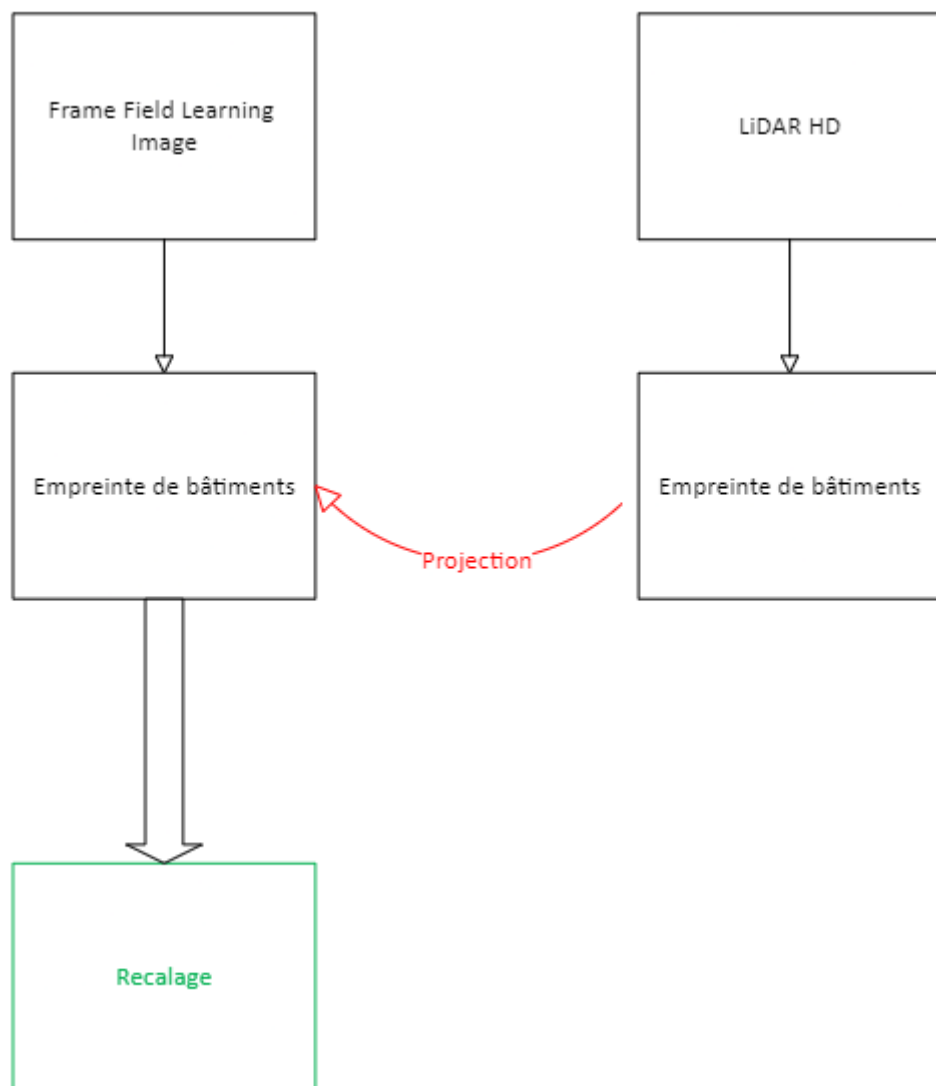 Frame Field Learning
Image
LiDAR HD
Empreinte de bâtiments
Empreinte de bâtiments
Projection
Recalage